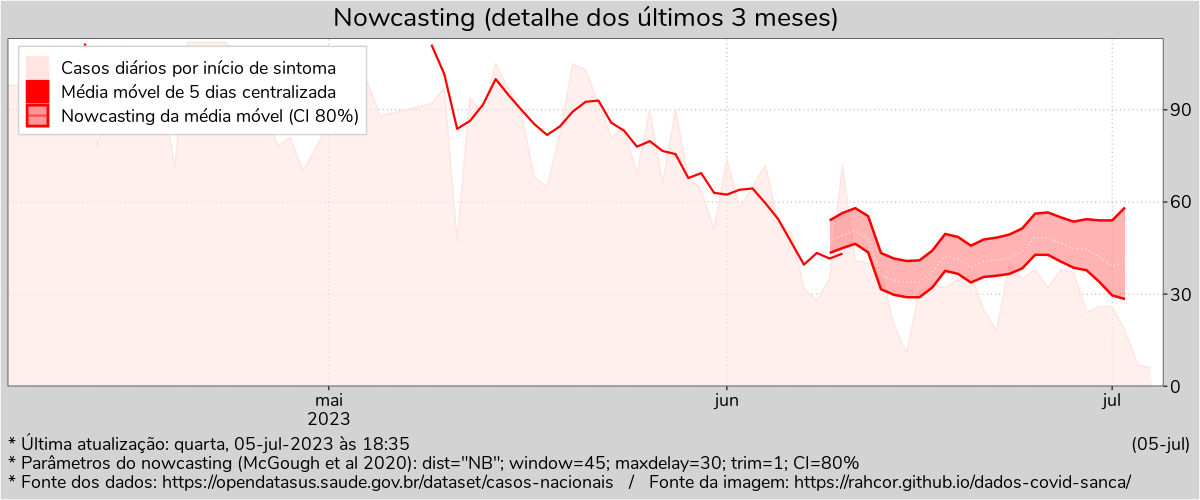 Nowcasting (detalhe dos últimos 3 meses)
Casos diários por início de sintoma
Média móvel de 5 dias centralizada
Nowcasting da média móvel (CI 80%)
90
60
30
0
mai
2023
jun
jul
* Última atualização: quarta, 05-jul-2023 às 18:35
(05-jul)
* Parâmetros do nowcasting (McGough et al 2020): dist="NB"; window=45; maxdelay=30; trim=1; CI=80%
* Fonte dos dados: https://opendatasus.saude.gov.br/dataset/casos-nacionais / Fonte da imagem: https://rahcor.github.io/dados-covid-sanca/